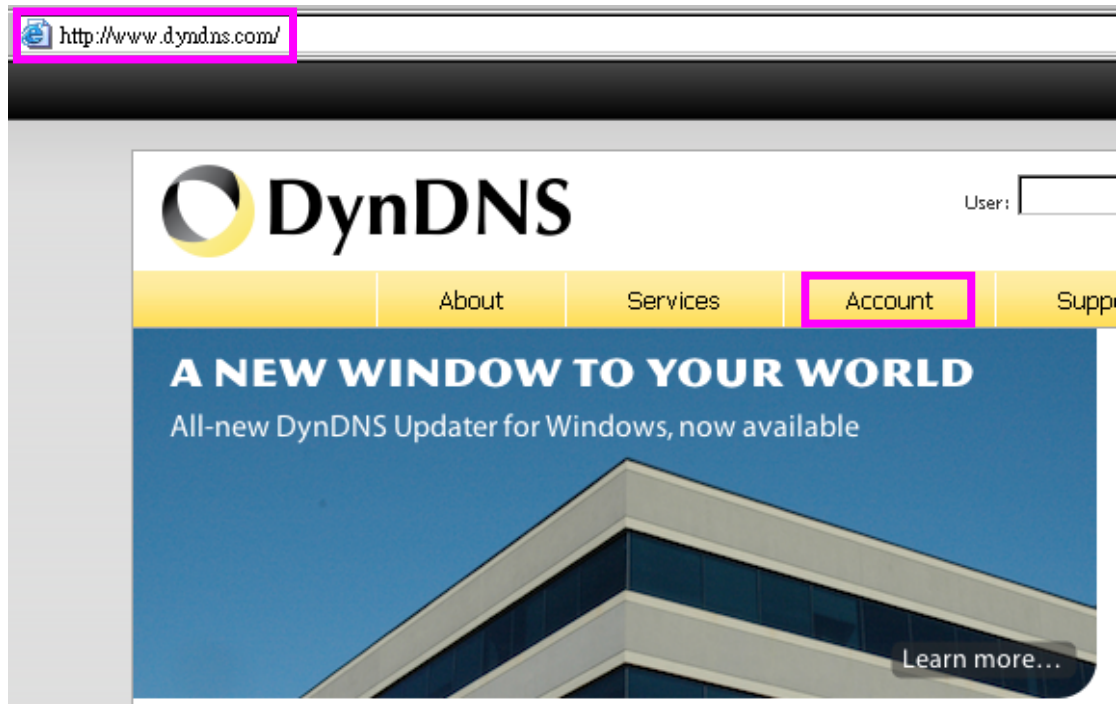 http://www.dyndns.com/
DynDNS
User:
About Services Account Suppo
A NEW WINDOW TO YOUR WORLD
All-new DynDNS Updater for Windows, now available
Learn more...